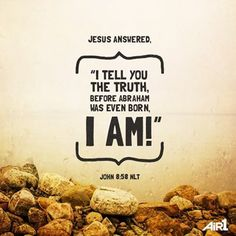 JESUS ANSWERED,
"I TELL YOU
THE TRUTH,
BEFORE ABRAHAM
WAS EVEN BORN,
I AM!"
JOHN 8:58 NLT
AiR1